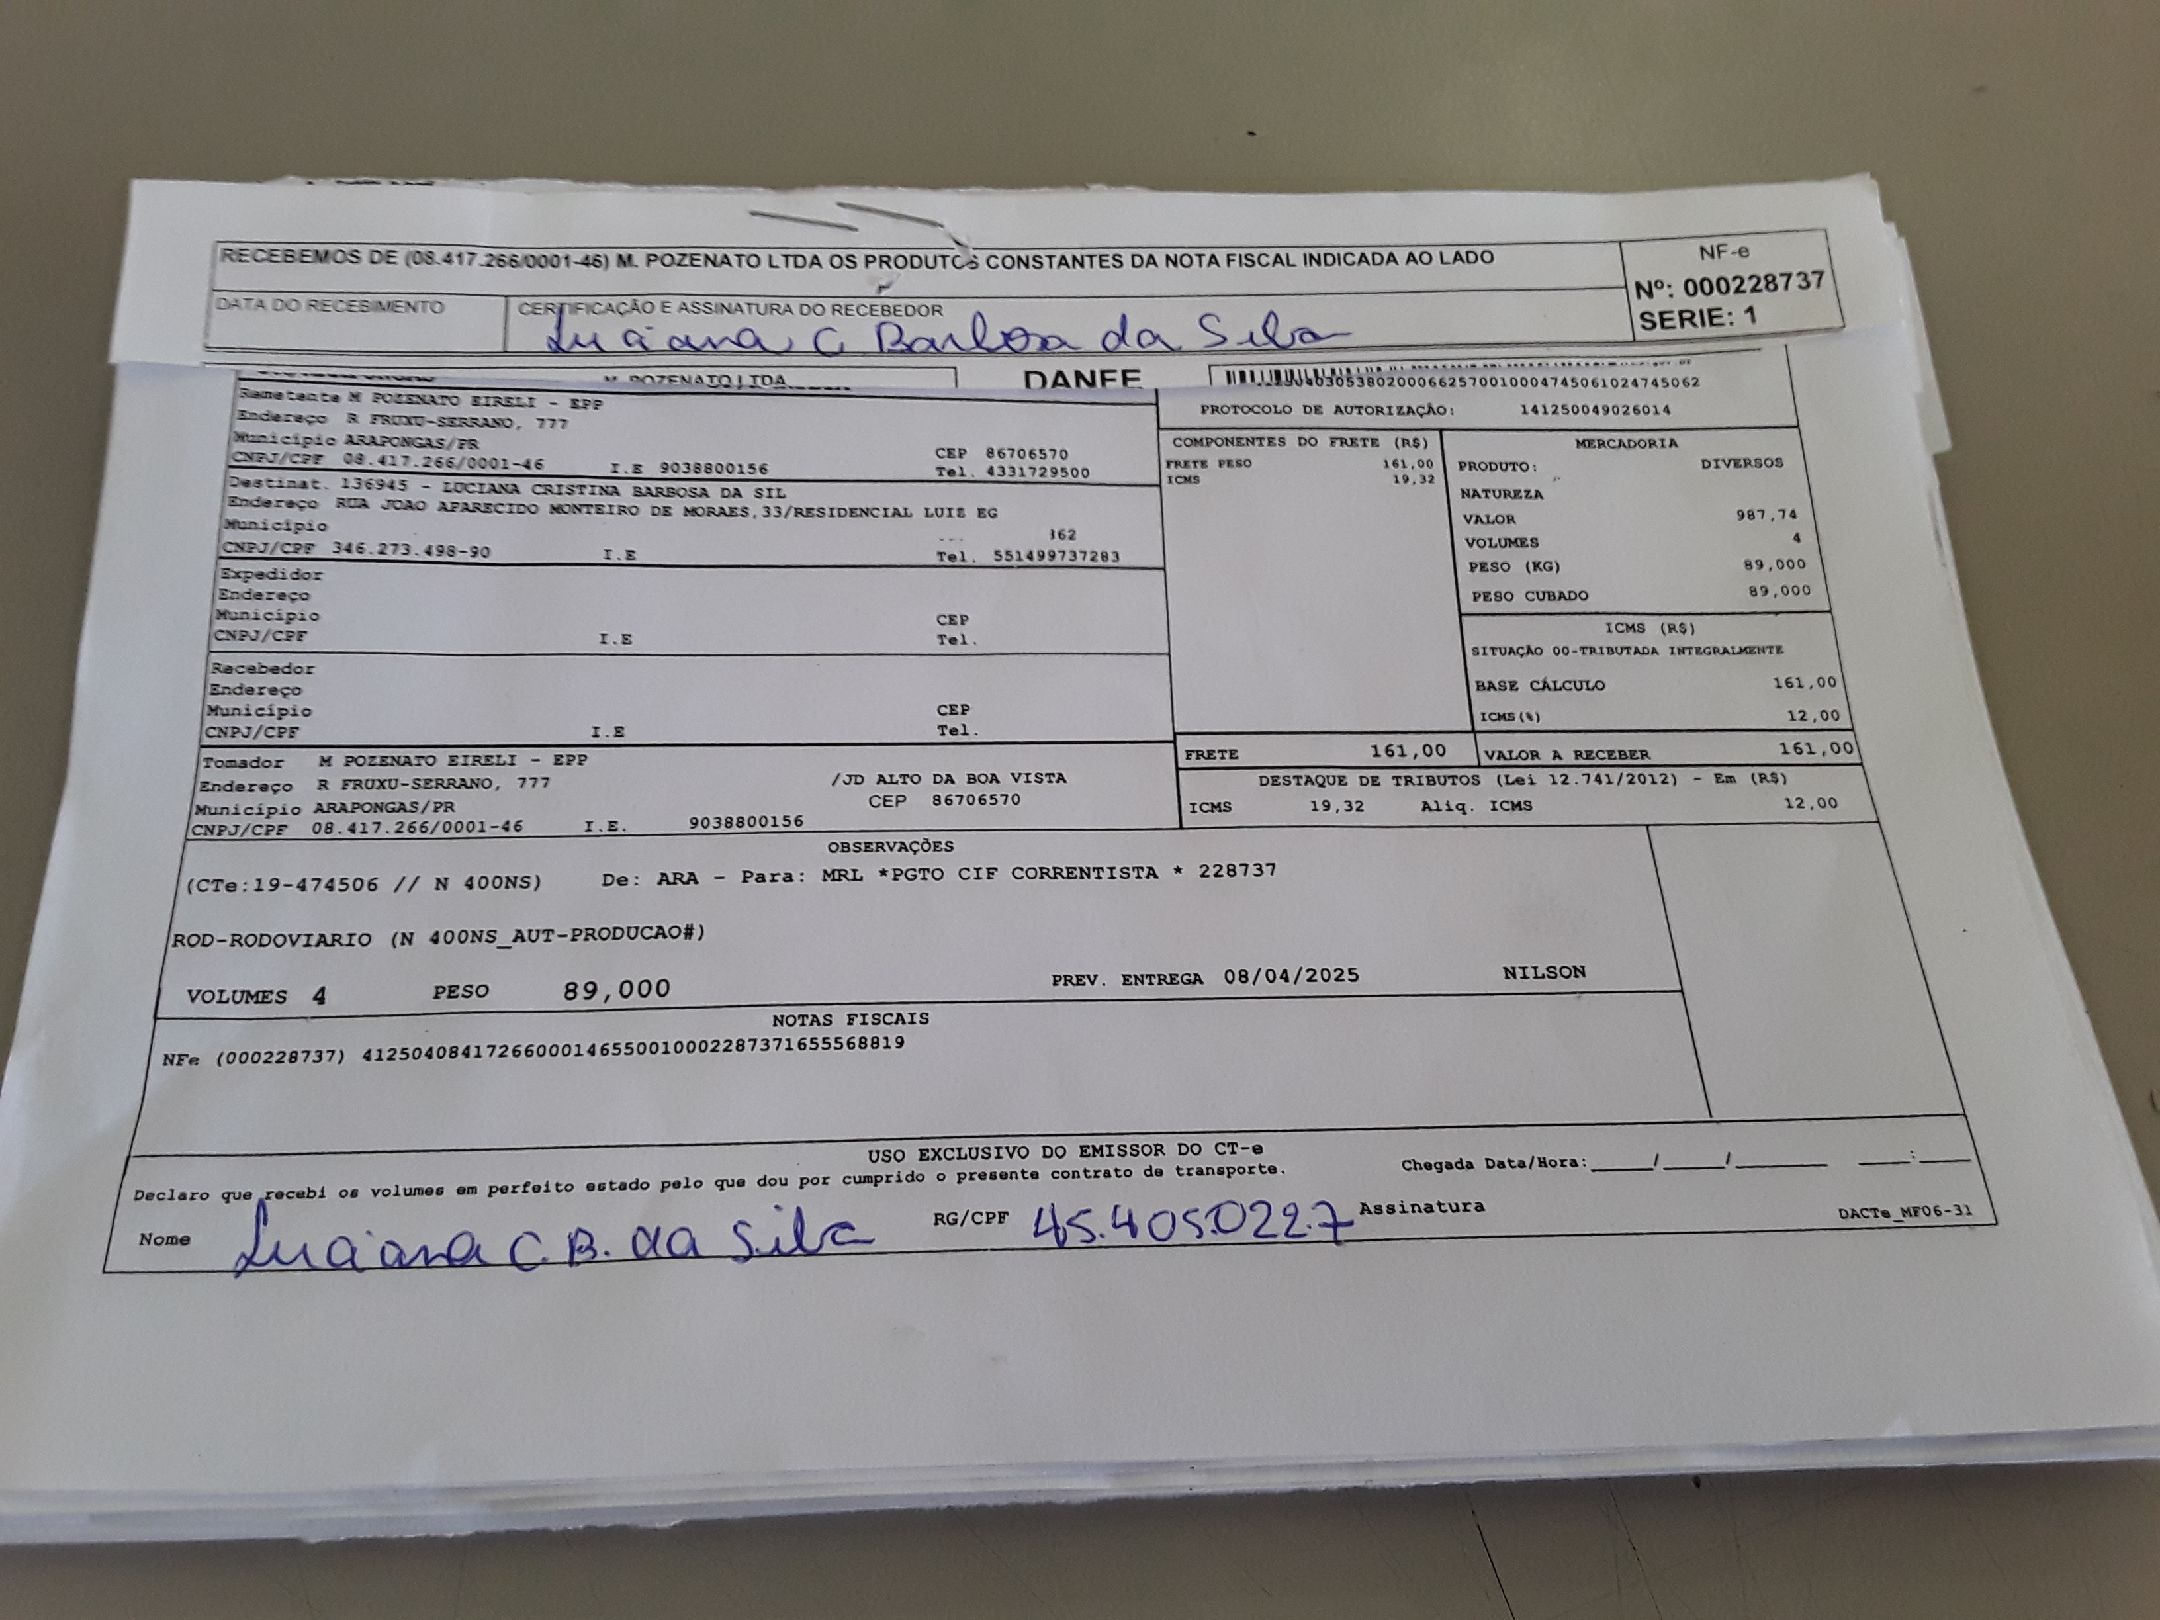 RECEBEMOS DE (08.417.266/0001-46) M. POZENATO LTDA OS PRODUTOS CONSTANTES DA NOTA FISCAL INDICADA AO LADO
NF-e
Nº: 000228737
SERIE: 1
DATA DO RECEBIMENTO
CERTIFICAÇÃO E ASSINATURA DO RECEBEDOR
Luciana C Barbosa da Silva
M. POZENATO LTDA
DANFE
Remetente M POZENATO EIRELI - EPP
Endereço R FRUXU-SERRANO, 777
Município ARAPONGAS/PR
CEP 86706570
CNPJ/CPF 08.417.266/0001-46 I.E 9038800156 Tel. 4331729500
Destinat. 136945 - LUCIANA CRISTINA BARBOSA DA SIL
Endereço RUA JOAO APARECIDO MONTEIRO DE MORAES,33/RESIDENCIAL LUIZ EG
Município 362
CNPJ/CPF 346.273.498-90 I.E Tel. 551499737283
Expedidor
Endereço
Município CEP
CNPJ/CPF I.E Tel.
Recebedor
Endereço
Município CEP
CNPJ/CPF I.E Tel.
Tomador M POZENATO EIRELI - EPP
Endereço R FRUXU-SERRANO, 777 /JD ALTO DA BOA VISTA
Município ARAPONGAS/PR CEP 86706570
CNPJ/CPF 08.417.266/0001-46 I.E. 9038800156
PROTOCOLO DE AUTORIZAÇÃO: 141250049026014
COMPONENTES DO FRETE (R$)
FRETE PESO 161,00
ICMS 19,32
MERCADORIA
PRODUTO: DIVERSOS
NATUREZA
VALOR 987,74
VOLUMES 4
PESO (KG) 89,000
PESO CUBADO 89,000
ICMS (R$)
SITUAÇÃO 00-TRIBUTADA INTEGRALMENTE
BASE CÁLCULO 161,00
ICMS(%) 12,00
FRETE 161,00 VALOR A RECEBER 161,00
DESTAQUE DE TRIBUTOS (Lei 12.741/2012) - Em (R$)
ICMS 19,32 Aliq. ICMS 12,00
OBSERVAÇÕES
(CTe:19-474506 // N 400NS) De: ARA - Para: MRL *PGTO CIF CORRENTISTA * 228737
ROD-RODOVIARIO (N 400NS_AUT-PRODUCAO#)
VOLUMES 4 PESO 89,000 PREV. ENTREGA 08/04/2025 NILSON
NOTAS FISCAIS
NFe (000228737) 41250408417266000146550010002287371655568819
USO EXCLUSIVO DO EMISSOR DO CT-e
Declaro que recebi os volumes em perfeito estado pelo que dou por cumprido o presente contrato de transporte.
Chegada Data/Hora:____/____/______ ____:____
Nome Luciana C.B. da Silva RG/CPF 45.405.022.7 Assinatura
DACTe_MF06-31